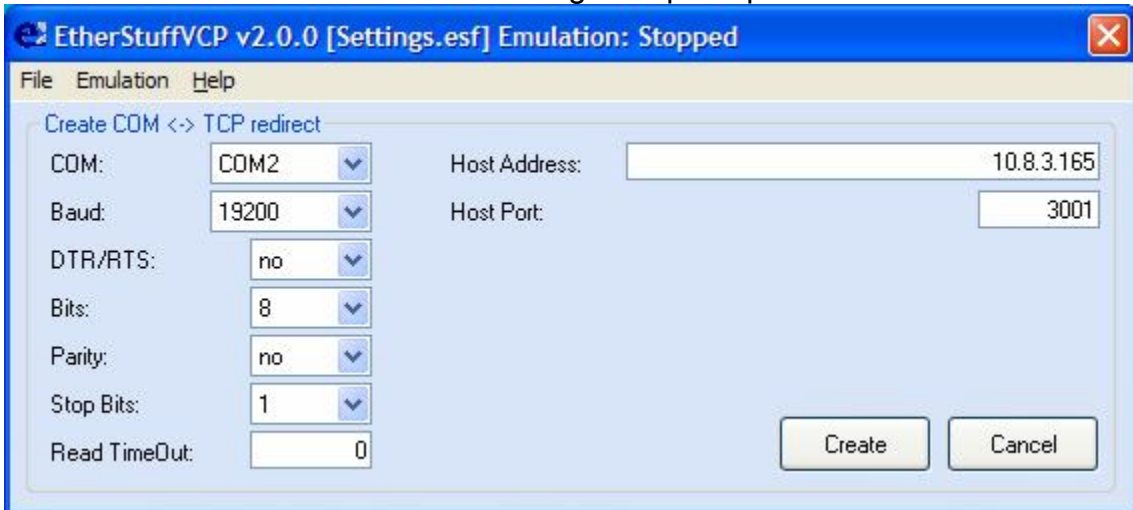 EtherStuffVCP v2.0.0 [Settings.esf] Emulation: Stopped
File Emulation Help
Create COM <-> TCP redirect
COM: COM2 Host Address: 10.8.3.165
Baud: 19200 Host Port: 3001
DTR/RTS: no
Bits: 8
Parity: no
Stop Bits: 1
Read TimeOut: 0
Create Cancel